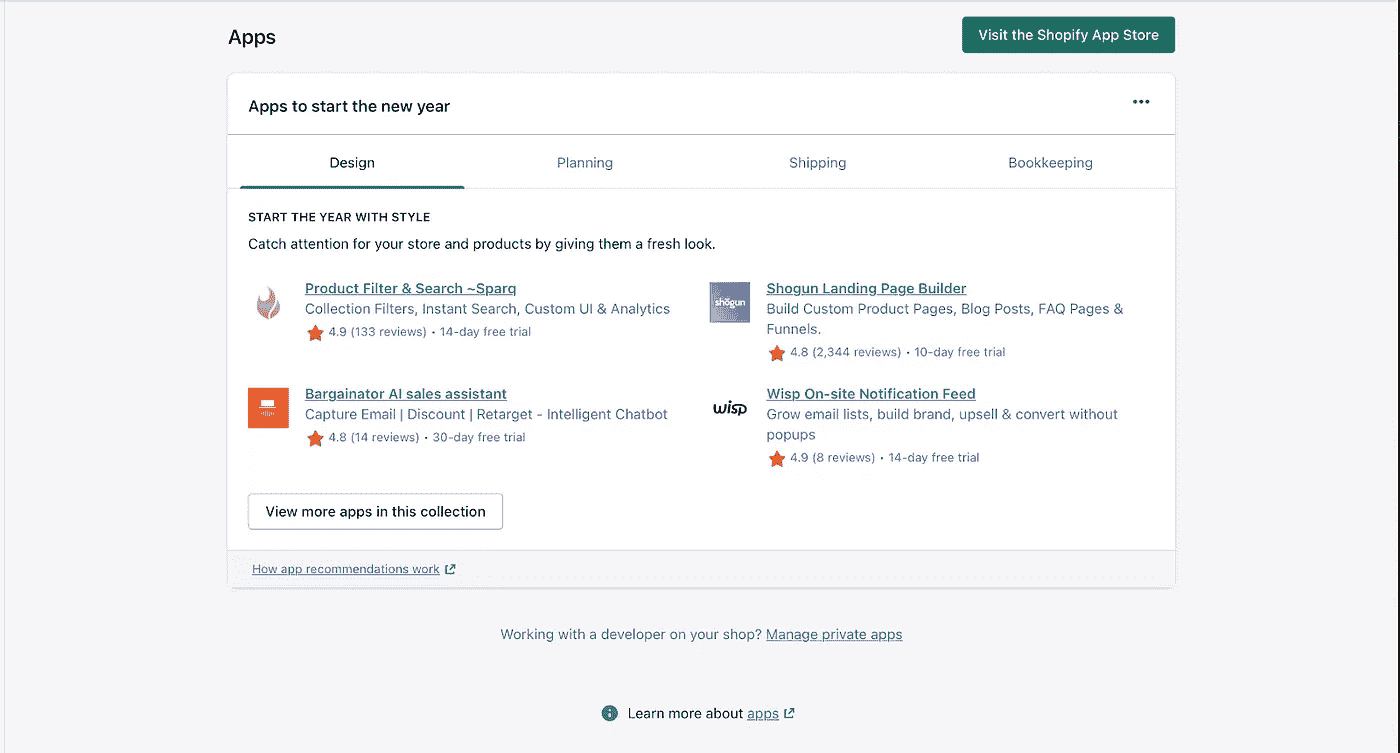 Apps
Visit the Shopify App Store
Apps to start the new year
Design
Planning
Shipping
Bookkeeping
START THE YEAR WITH STYLE
Catch attention for your store and products by giving them a fresh look.
Product Filter & Search ~Sparq
Collection Filters, Instant Search, Custom UI & Analytics
4.9 (133 reviews) • 14-day free trial
shogun
Shogun Landing Page Builder
Build Custom Product Pages, Blog Posts, FAQ Pages &
Funnels.
4.8 (2,344 reviews) • 10-day free trial
Bargainator AI sales assistant
Capture Email | Discount | Retarget - Intelligent Chatbot
4.8 (14 reviews) • 30-day free trial
wisp
Wisp On-site Notification Feed
Grow email lists, build brand, upsell & convert without
popups
4.9 (8 reviews) • 14-day free trial
View more apps in this collection
How app recommendations work
Working with a developer on your shop? Manage private apps
Learn more about apps